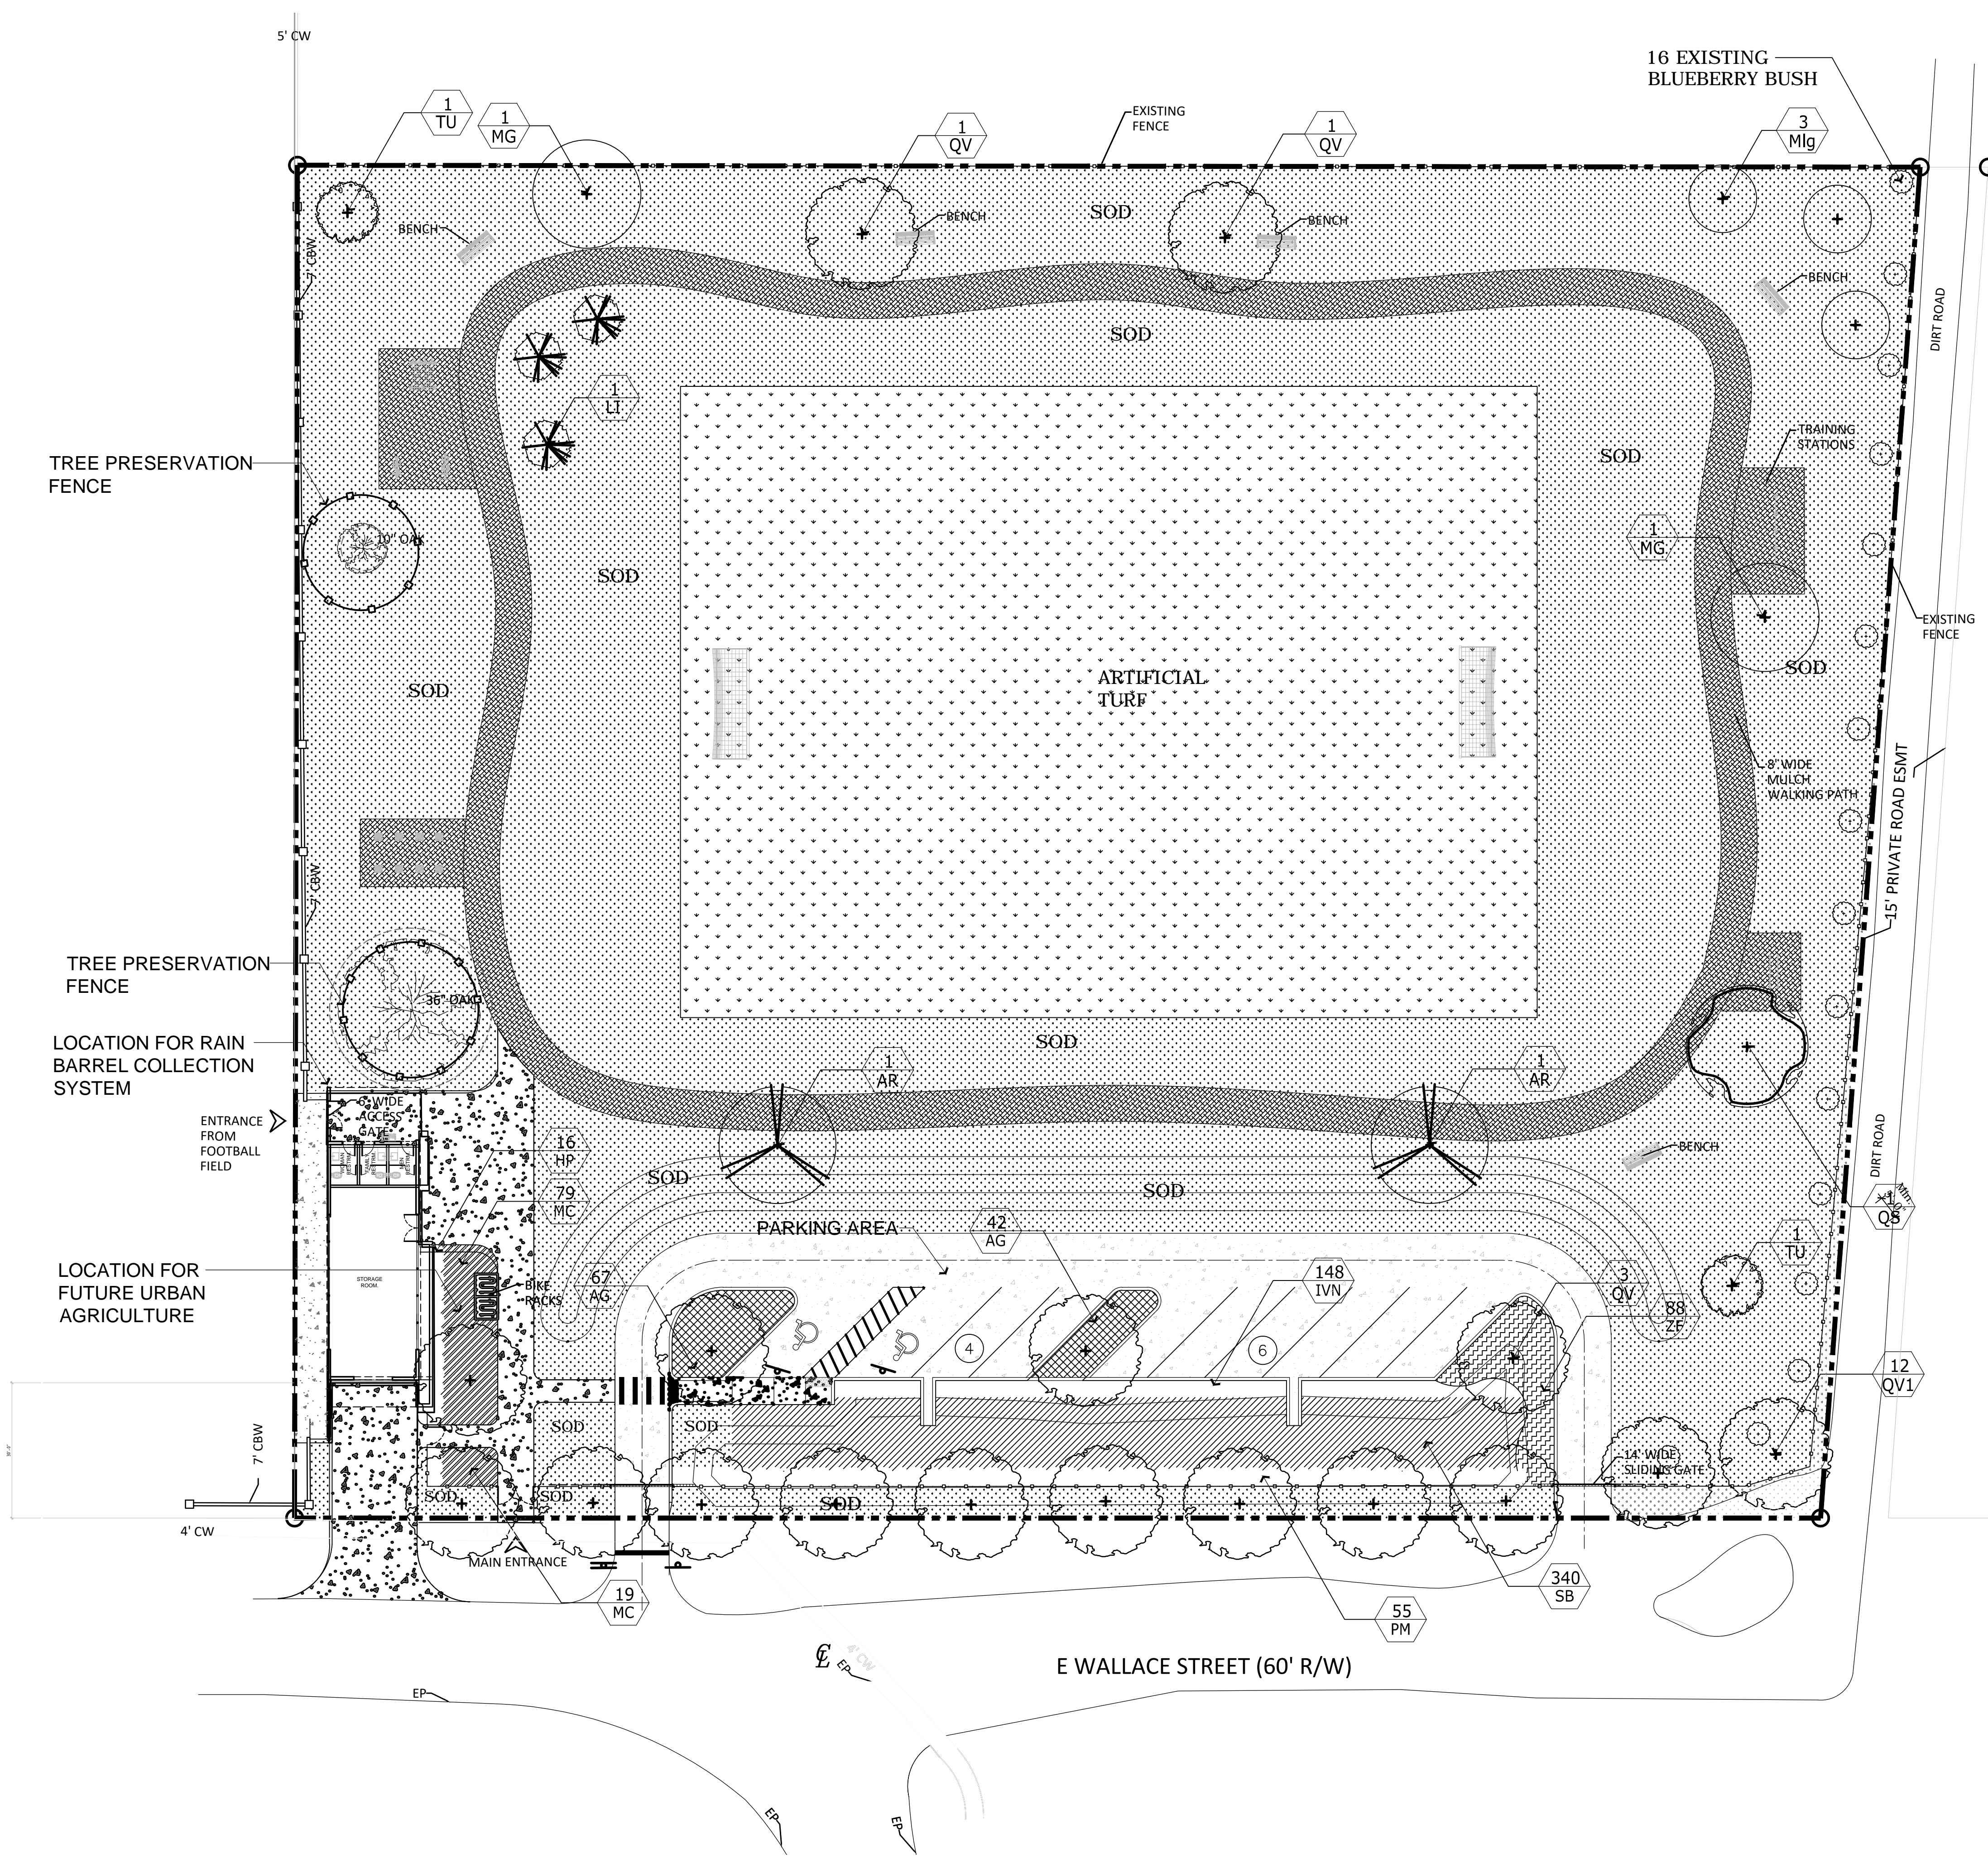 5' CW
16 EXISTING
BLUEBERRY BUSH
1
TU
1
MG
1
QV
EXISTING
FENCE
1
QV
3
Mlg
SOD
BENCH
BENCH
BENCH
7' CBW
BENCH
DIRT ROAD
SOD
1
LI
TRAINING
STATIONS
SOD
TREE PRESERVATION
FENCE
10" OAK
1
MG
SOD
EXISTING
FENCE
SOD
SOD
ARTIFICIAL
TURF
8' WIDE
MULCH
WALKING PATH
15' PRIVATE ROAD ESMT
7' CBW
TREE PRESERVATION
FENCE
36" OAK
LOCATION FOR RAIN
BARREL COLLECTION
SYSTEM
SOD
1
AR
1
AR
6' WIDE
ACCESS
GATE
ENTRANCE
FROM
FOOTBALL
FIELD
16
HP
BENCH
DIRT ROAD
SOD
79
MC
SOD
1
QS
Min.
PARKING AREA
42
AG
1
TU
LOCATION FOR
FUTURE URBAN
AGRICULTURE
STORAGE
ROOM
BIKE
RACKS
67
AG
148
IVN
3
QV
88
ZF
4
6
12
QV1
SOD
SOD
7' CBW
14' WIDE
SLIDING GATE
SOD
SOD
SOD
4' CW
MAIN ENTRANCE
19
MC
340
SB
55
PM
4' CW
EP
E WALLACE STREET (60' R/W)
EP
EP
EP